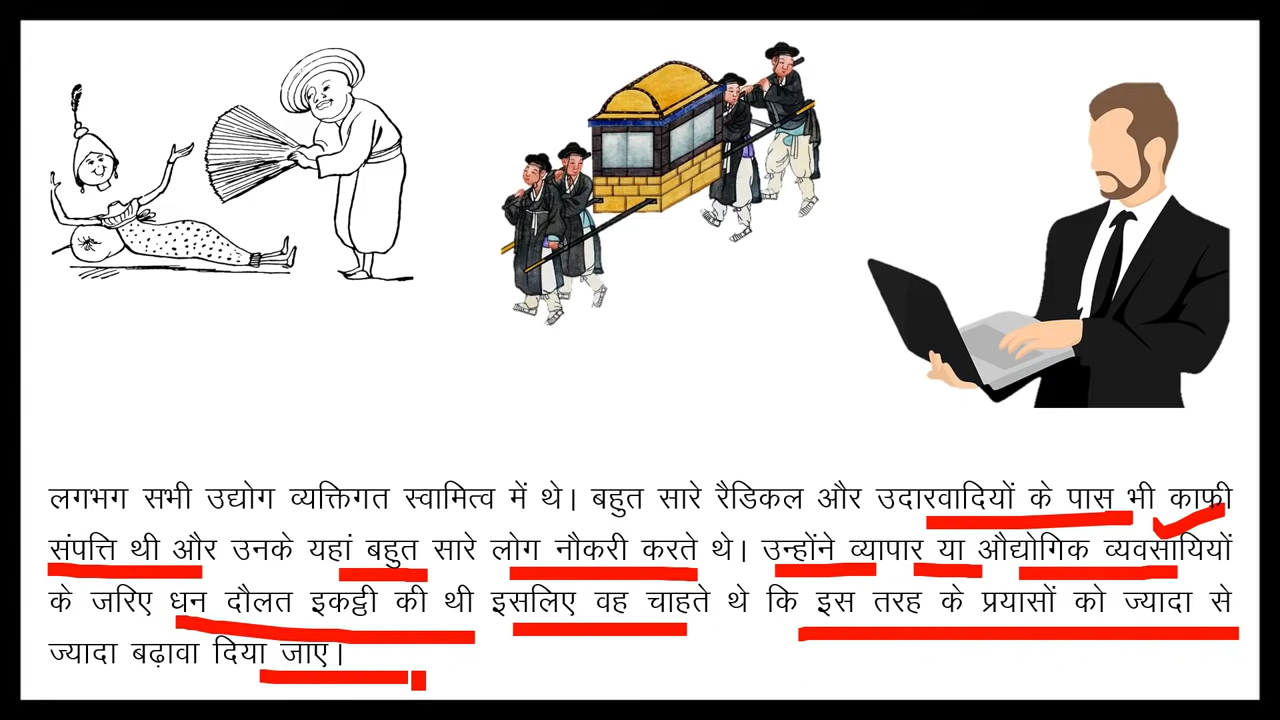 लगभग सभी उद्योग व्यक्तिगत स्वामित्व में थे। बहुत सारे रैडिकल और उदारवादियों के पास भी काफी
संपत्ति थी और उनके यहां बहुत सारे लोग नौकरी करते थे। उन्होंने व्यापार या औद्योगिक व्यवसायियों
के जरिए धन दौलत इकट्ठी की थी इसलिए वह चाहते थे कि इस तरह के प्रयासों को ज्यादा से
ज्यादा बढ़ावा दिया जाए।